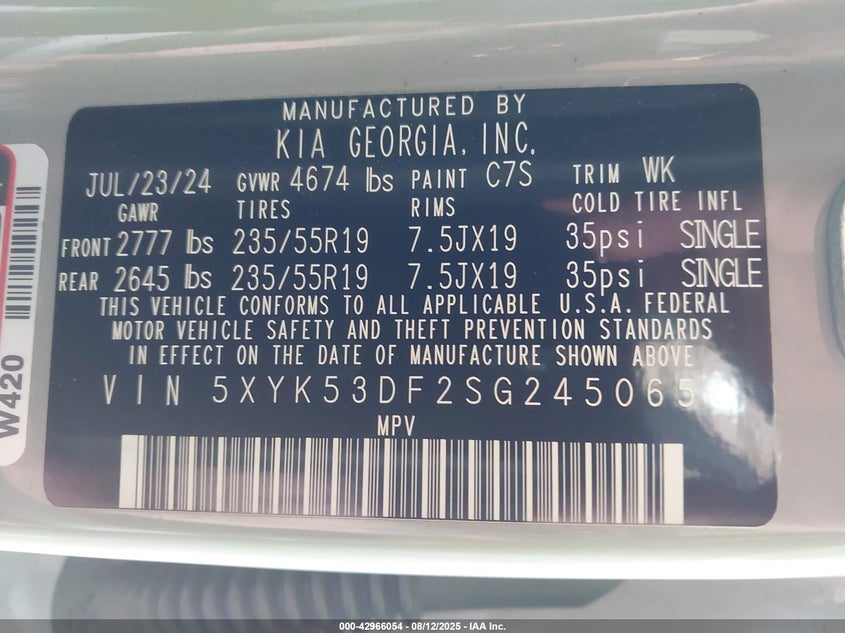 MANUFACTURED BY
KIA GEORGIA, INC.
JUL/23/24 GVWR 4674 lbs PAINT C7S TRIM WK
GAWR TIRES RIMS COLD TIRE INFL
FRONT 2777 lbs 235/55R19 7.5JX19 35psi SINGLE
REAR 2645 lbs 235/55R19 7.5JX19 35psi SINGLE
THIS VEHICLE CONFORMS TO ALL APPLICABLE U.S.A. FEDERAL
MOTOR VEHICLE SAFETY AND THEFT PREVENTION STANDARDS
IN EFFECT ON THE DATE OF MANUFACTURE SHOWN ABOVE
VIN 5XYK53DF2SG245065
MPV
W420
000-42966054 - 08/12/2025 - IAA Inc.